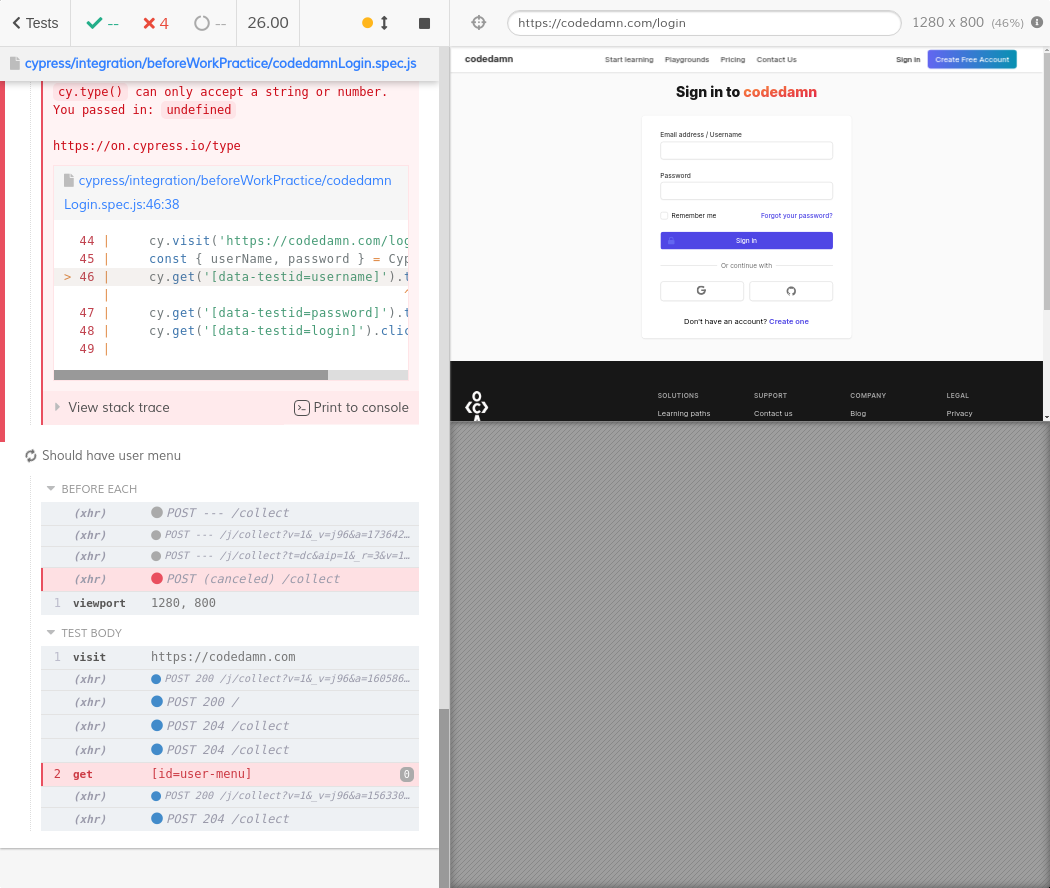 Tests -- 4 -- 26.00
https://codedamn.com/login 1280 x 800 (46%)
cypress/integration/beforeWorkPractice/codedamnLogin.spec.js
cy.type() can only accept a string or number.
You passed in: undefined
https://on.cypress.io/type
cypress/integration/beforeWorkPractice/codedamn
Login.spec.js:46:38
44 | cy.visit('https://codedamn.com/log
45 | const { userName, password } = Cyp
> 46 | cy.get('[data-testid=username]').t
| ^
47 | cy.get('[data-testid=password]').t
48 | cy.get('[data-testid=login]').clic
49 |
View stack trace Print to console
Should have user menu
BEFORE EACH
(xhr) POST --- /collect
(xhr) POST --- /j/collect?v=1&_v=j96&a=173642…
(xhr) POST --- /j/collect?t=dc&aip=1&_r=3&v=1…
(xhr) POST (canceled) /collect
1 viewport 1280, 800
TEST BODY
1 visit https://codedamn.com
(xhr) POST 200 /j/collect?v=1&_v=j96&a=160586…
(xhr) POST 200 /
(xhr) POST 204 /collect
(xhr) POST 204 /collect
2 get [id=user-menu] 0
(xhr) POST 200 /j/collect?v=1&_v=j96&a=156330…
(xhr) POST 204 /collect
codedamn Start learning Playgrounds Pricing Contact Us Sign in Create Free Account
Sign in to codedamn
Email address / Username
Password
Remember me Forgot your password?
Sign in
Or continue with
G
Don't have an account? Create one
SOLUTIONS SUPPORT COMPANY LEGAL
Learning paths Contact us Blog Privacy